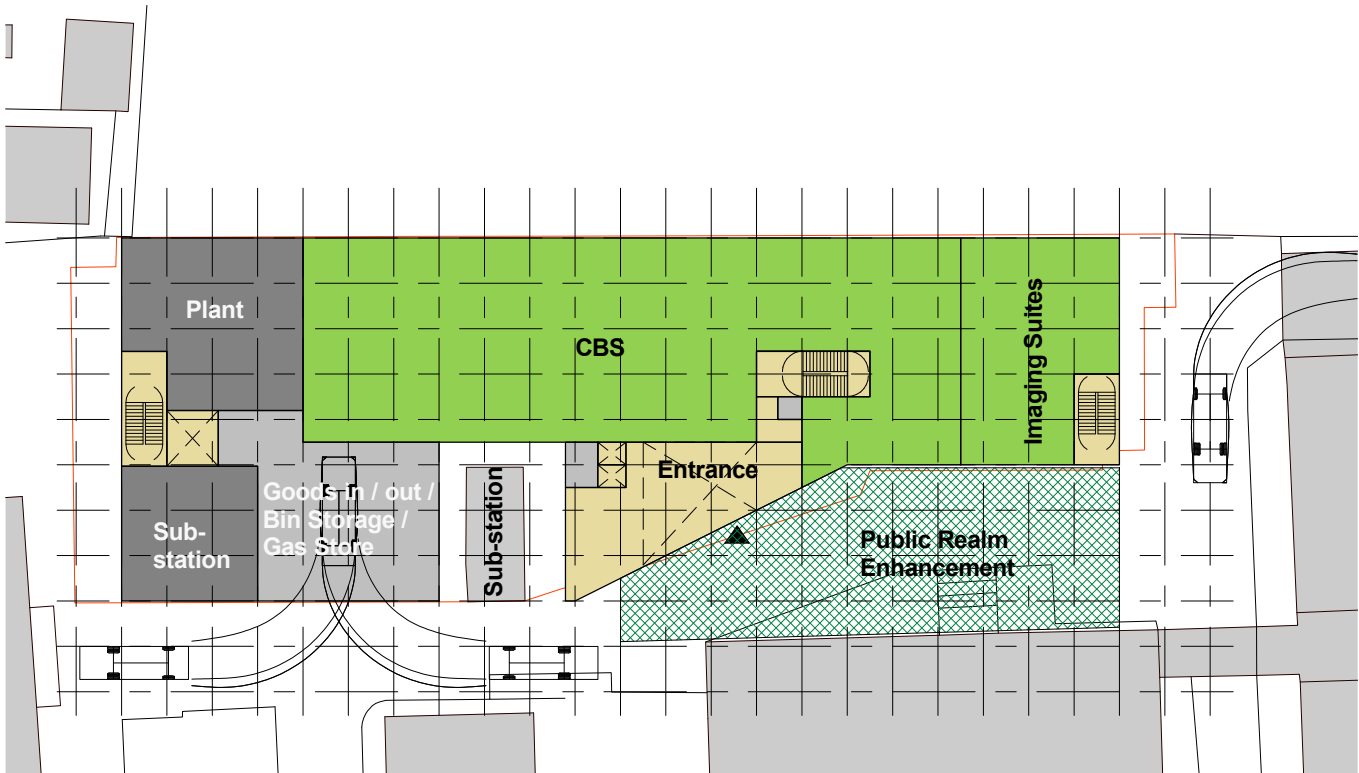 Plant
CBS
Imaging Suites
Entrance
Goods in / out /
Bin Storage /
Gas Store
Sub-station
Sub-
station
Public Realm
Enhancement